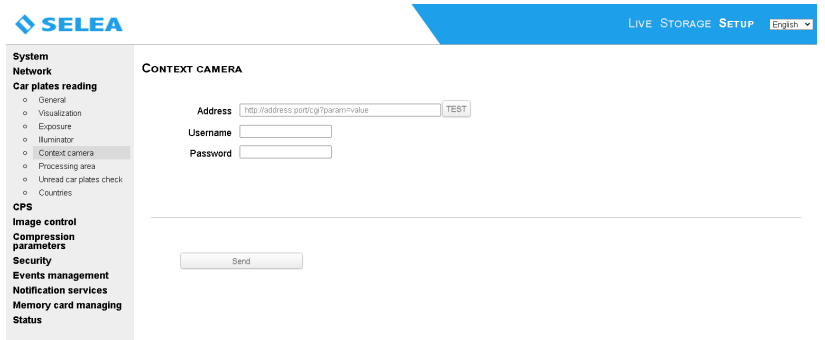 SELEA
LIVE STORAGE SETUP English
System
Network
Car plates reading
General
Visualization
Exposure
Illuminator
Context camera
Processing area
Unread car plates check
Countries
CPS
Image control
Compression
parameters
Security
Events management
Notification services
Memory card managing
Status
CONTEXT CAMERA
Address http://address:port/cgi?param=value TEST
Username
Password
Send